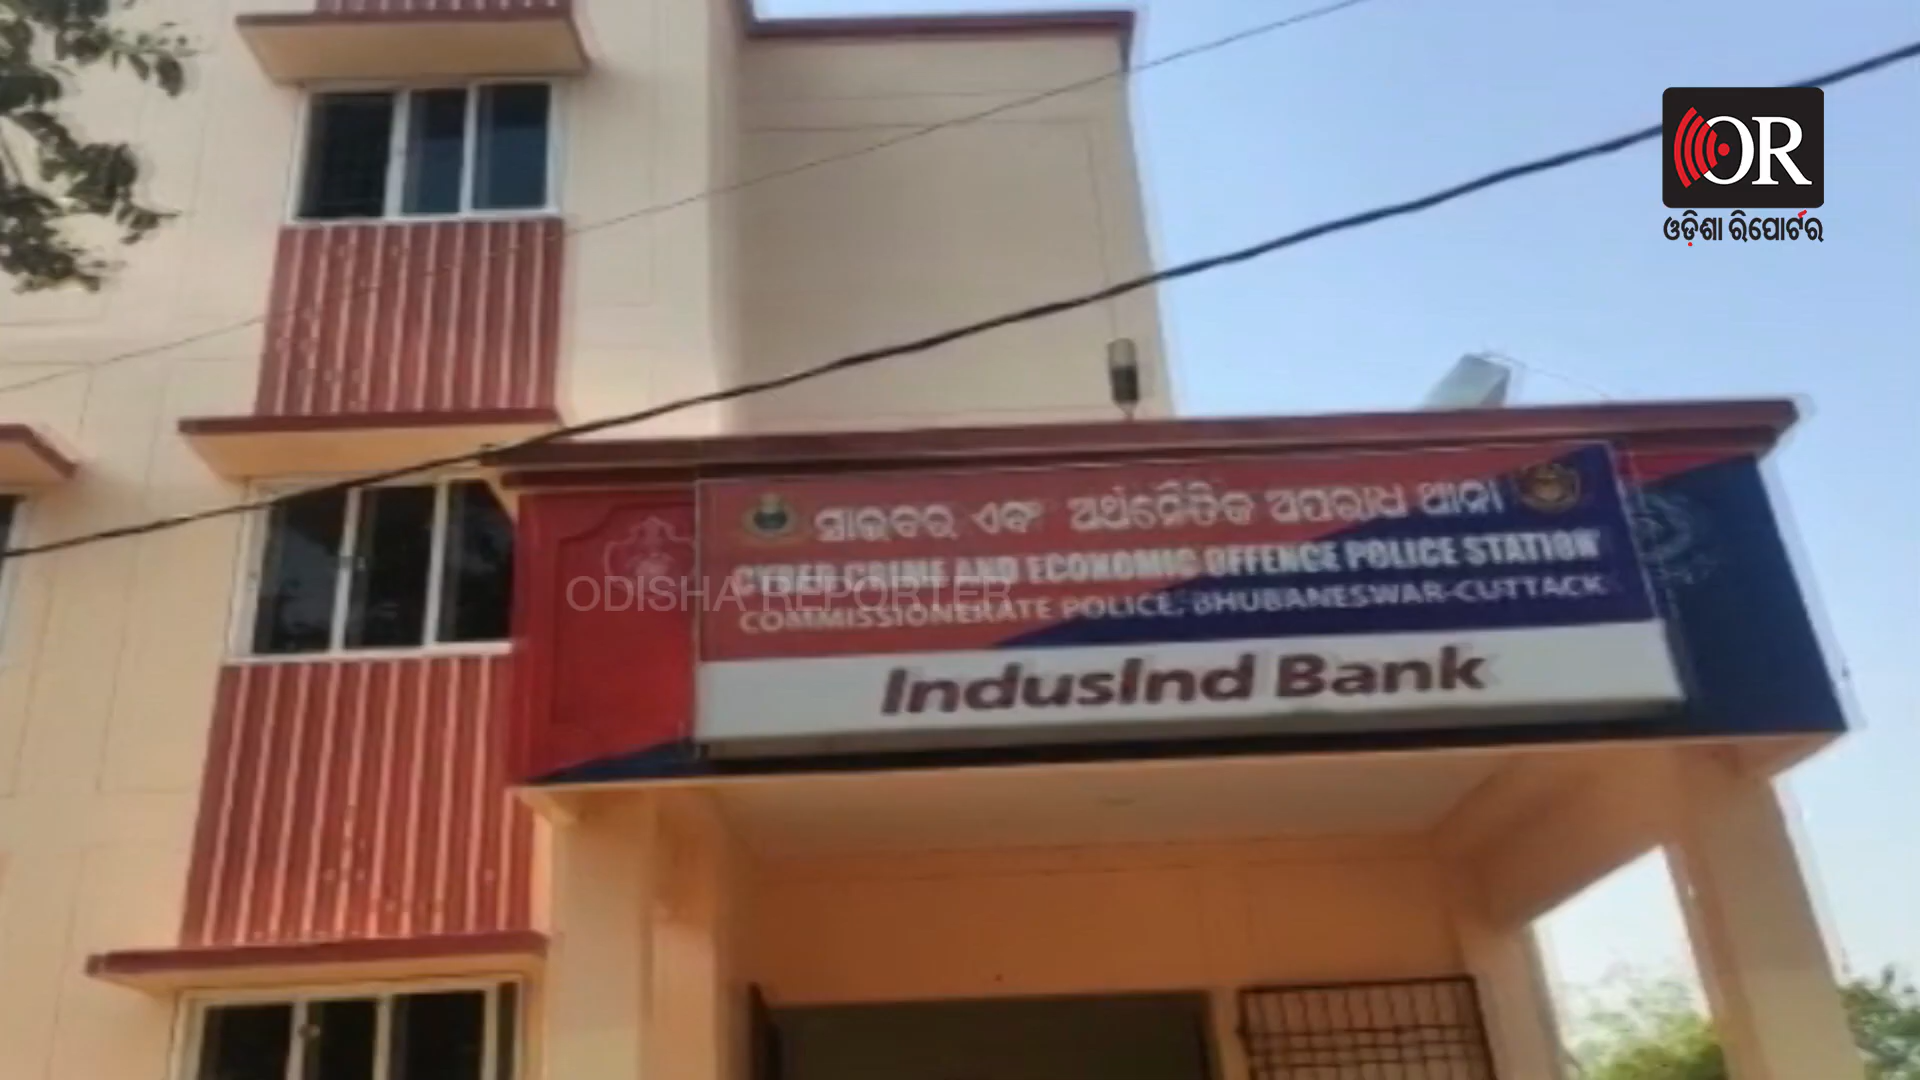 OR
ଓଡ଼ିଶା ରିପୋର୍ଟର
ସାଇବର ଏବଂ ଅର୍ଥନୈତିକ ଅପରାଧ ଥାନା
CYBER CRIME AND ECONOMIC OFFENCE POLICE STATION
COMMISSIONERATE POLICE, BHUBANESWAR-CUTTACK
ODISHA REPORTER
IndusInd Bank